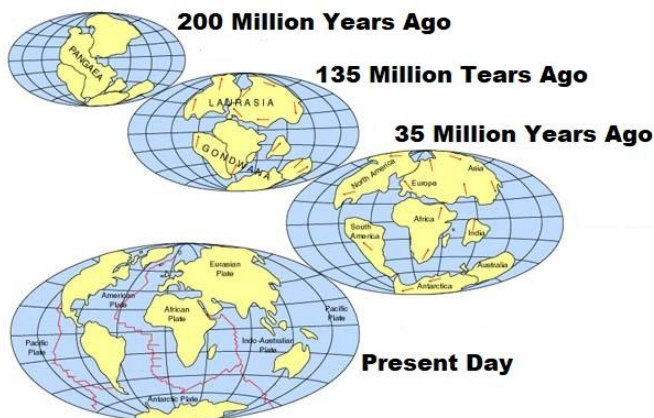 200 Million Years Ago
PANGAEA
135 Million Tears Ago
LAURASIA
GONDWANA
35 Million Years Ago
North America
Europe
Asia
Africa
South
America
India
Australia
Antarctica
Eurasian
Plate
American
Plate
African
Plate
Pacific
Plate
Pacific
Plate
Indo-Australian
Plate
Antarctic Plate
Present Day